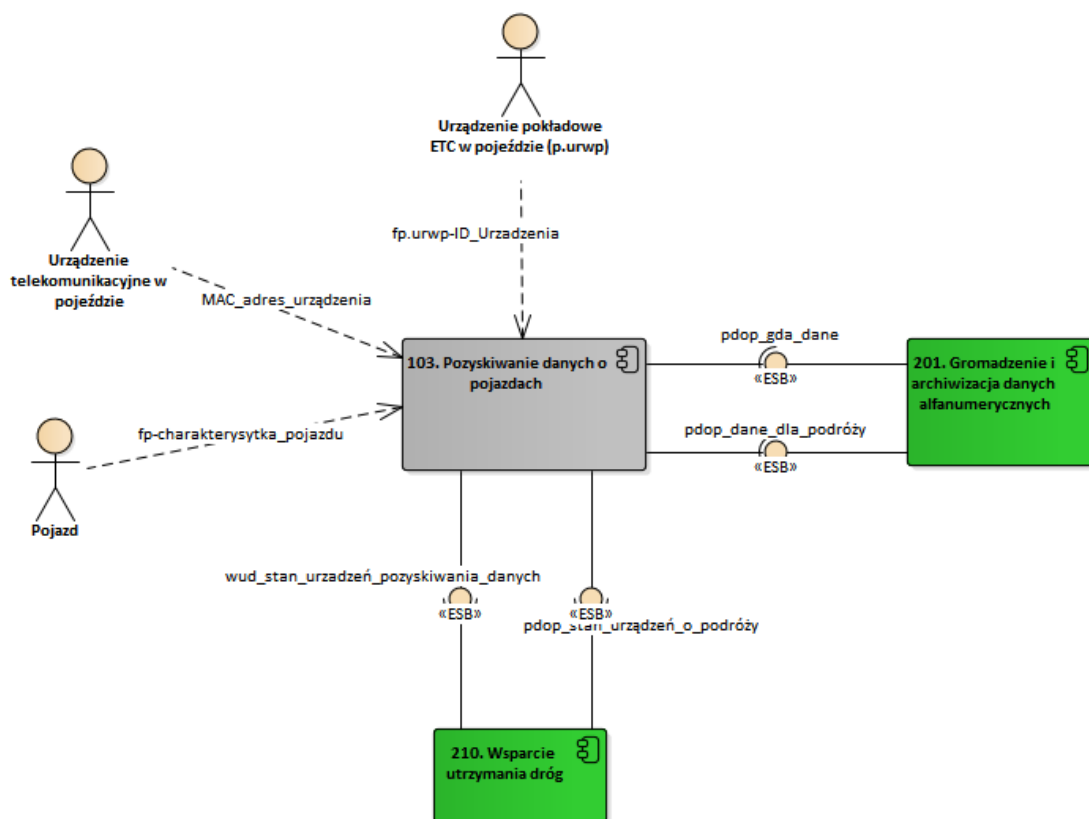 Urządzenie pokładowe
ETC w pojeździe (p.urwp)
fp.urwp-ID_Urzadzenia
Urządzenie
telekomunikacyjne w
pojeździe
MAC_adres_urządzenia
103. Pozyskiwanie danych o
pojazdach
pdop_gda_dane
«ESB»
201. Gromadzenie i
archiwizacja danych
alfanumerycznych
fp-charakterysytka_pojazdu
pdop_dane_dla_podróży
«ESB»
Pojazd
wud_stan_urzadzeń_pozyskiwania_danych
«ESB»
«ESB»
pdop_stan_urządzeń_o_podróży
210. Wsparcie
utrzymania dróg